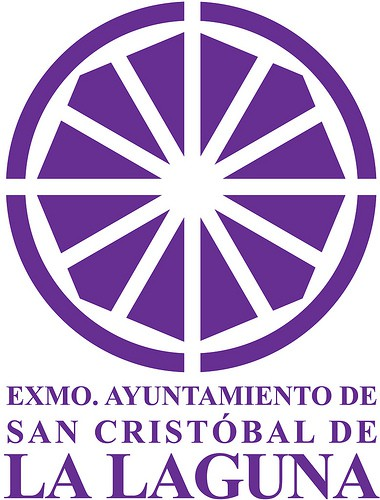 EXMO. AYUNTAMIENTO DE
SAN CRISTÓBAL DE
LA LAGUNA